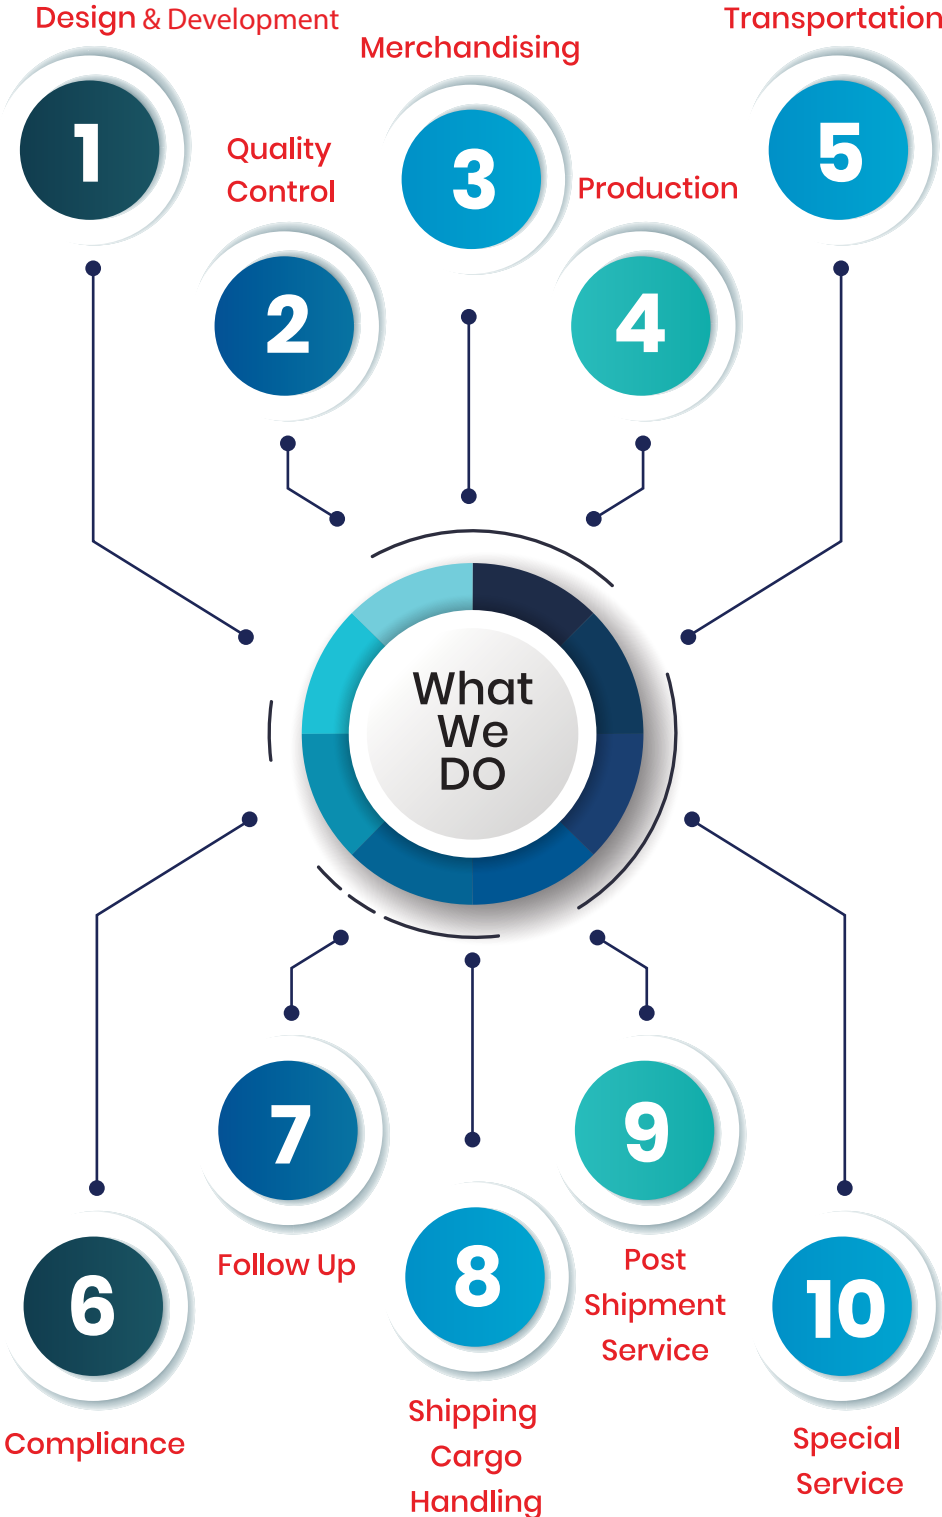 Design & Development
1
Quality
Control
2
Merchandising
3
Production
4
Transportation
5
What
We
DO
6
Compliance
7
Follow Up
8
Shipping
Cargo
Handling
9
Post
Shipment
Service
10
Special
Service